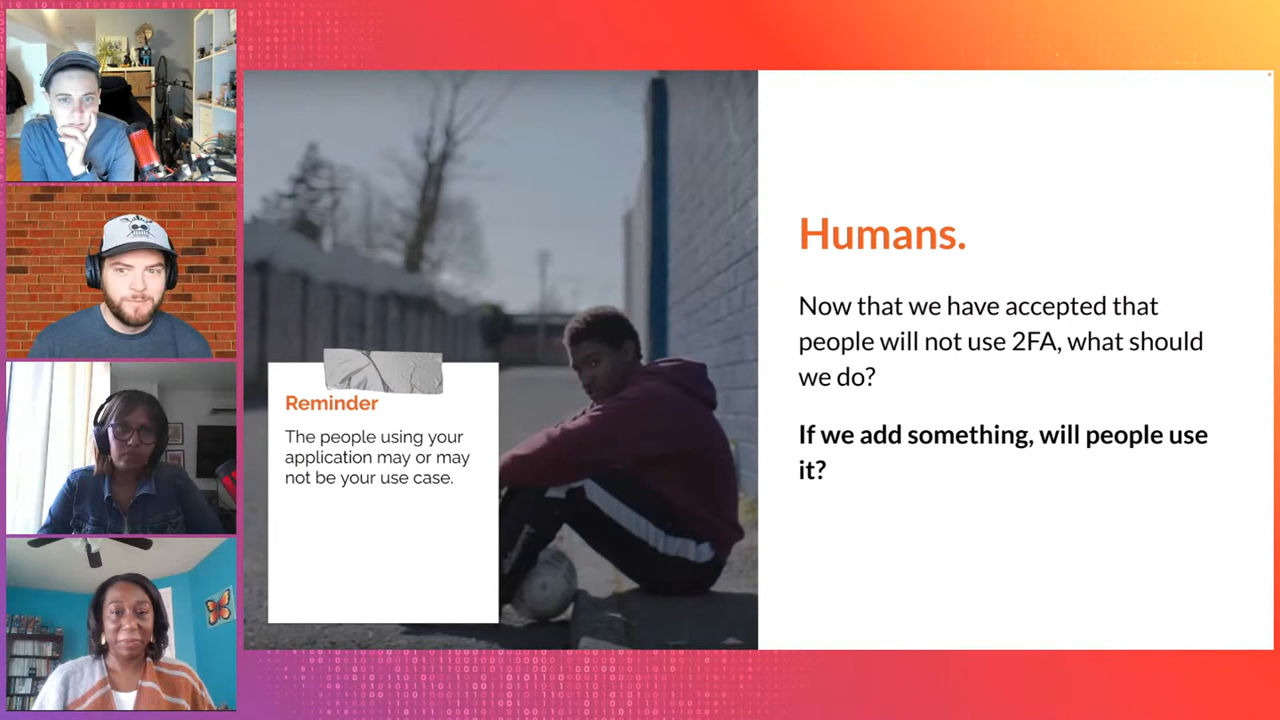 Reminder
The people using your
application may or may
not be your use case.
Humans.
Now that we have accepted that
people will not use 2FA, what should
we do?
If we add something, will people use
it?